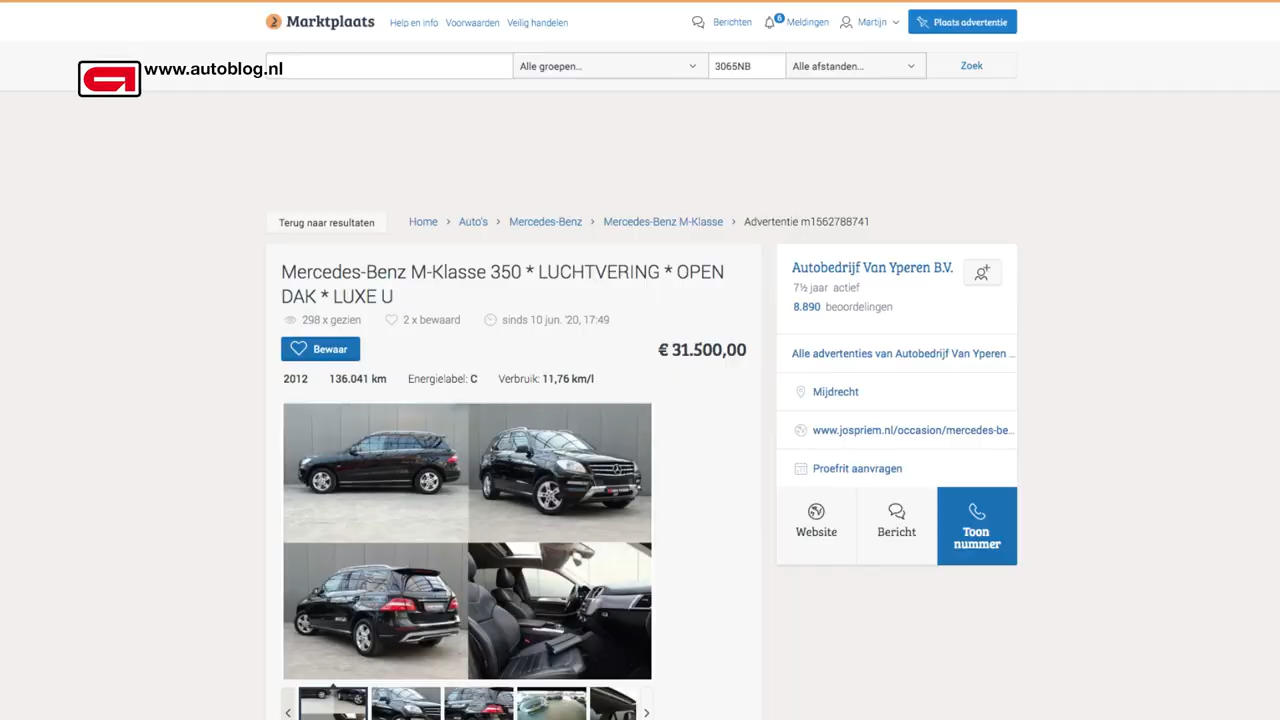 Marktplaats
Help en info
Voorwaarden
Veilig handelen
Berichten
6
Meldingen
Martijn
Plaats advertentie
www.autoblog.nl
Alle groepen...
3065NB
Alle afstanden...
Zoek
Terug naar resultaten
Home > Auto's > Mercedes-Benz > Mercedes-Benz M-Klasse > Advertentie m1562788741
Mercedes-Benz M-Klasse 350 * LUCHTVERING * OPEN
DAK * LUXE U
298 x gezien
2 x bewaard
sinds 10 jun. '20, 17:49
Bewaar
€ 31.500,00
2012
136.041 km
Energielabel: C
Verbruik: 11,76 km/l
Autobedrijf Van Yperen B.V.
7½ jaar actief
8.890 beoordelingen
Alle advertenties van Autobedrijf Van Yperen ...
Mijdrecht
www.jospriem.nl/occasion/mercedes-be...
Proefrit aanvragen
Website
Bericht
Toon
nummer